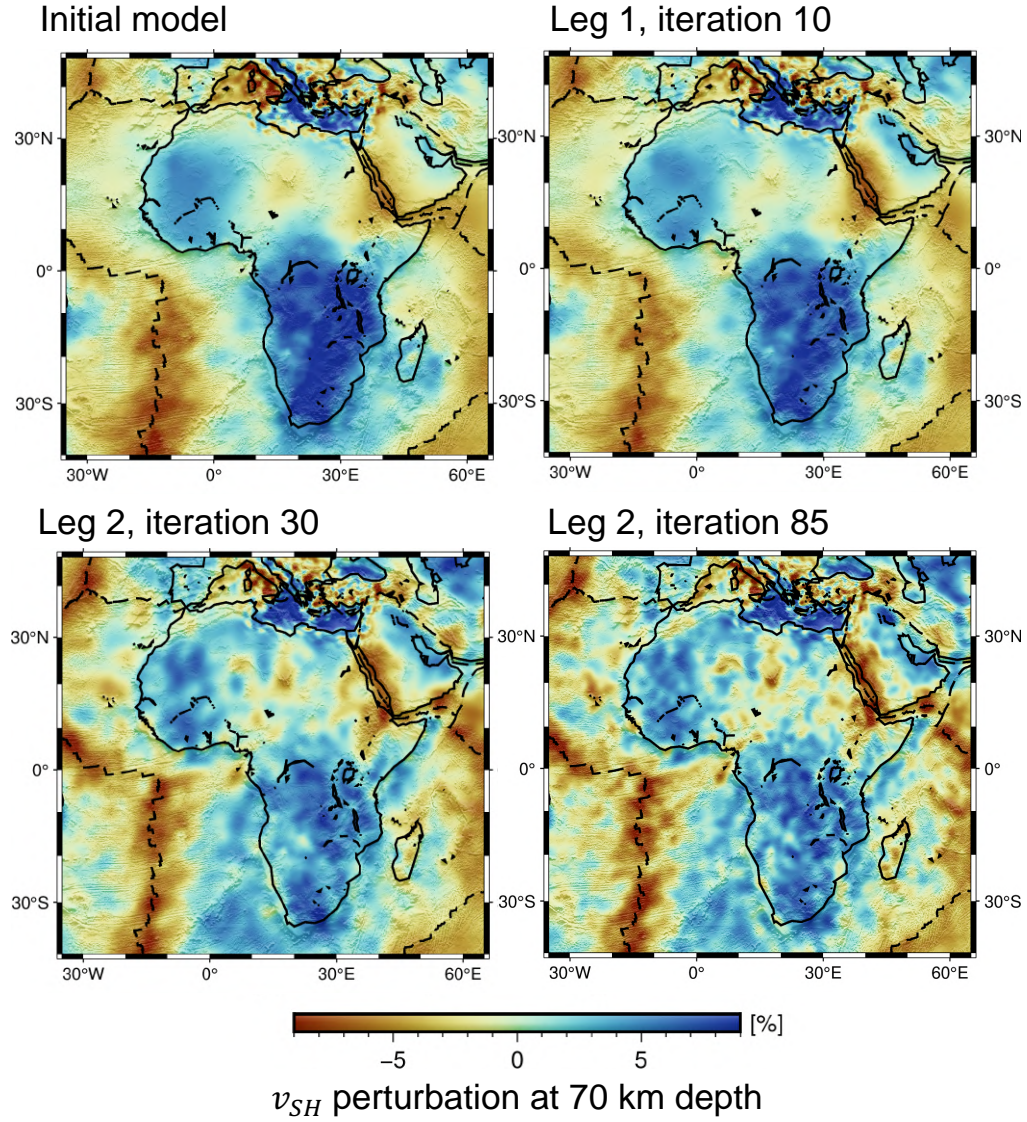 Initial model
Leg 1, iteration 10
30°N
0°
30°S
30°W
0°
30°E
60°E
30°N
0°
30°S
30°W
0°
30°E
60°E
Leg 2, iteration 30
Leg 2, iteration 85
30°N
0°
30°S
30°W
0°
30°E
60°E
30°N
0°
30°S
30°W
0°
30°E
60°E
[%]
−5
0
5
v_SH perturbation at 70 km depth